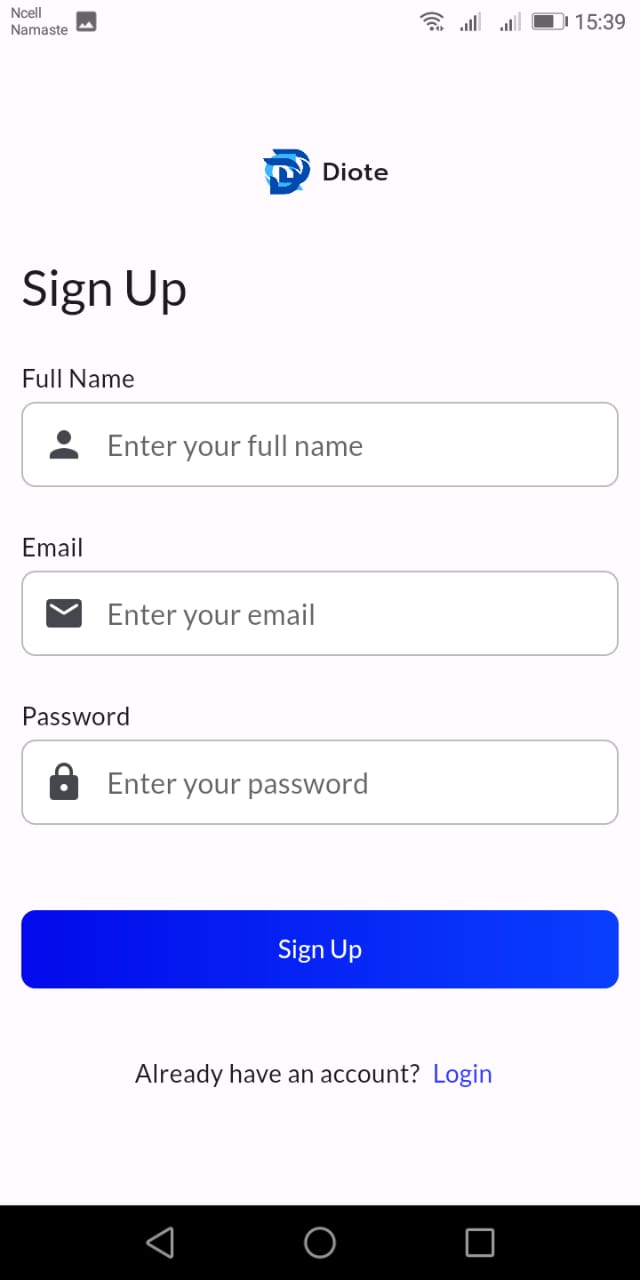 Ncell
Namaste
15:39
Diote
Sign Up
Full Name
Enter your full name
Email
Enter your email
Password
Enter your password
Sign Up
Already have an account? Login